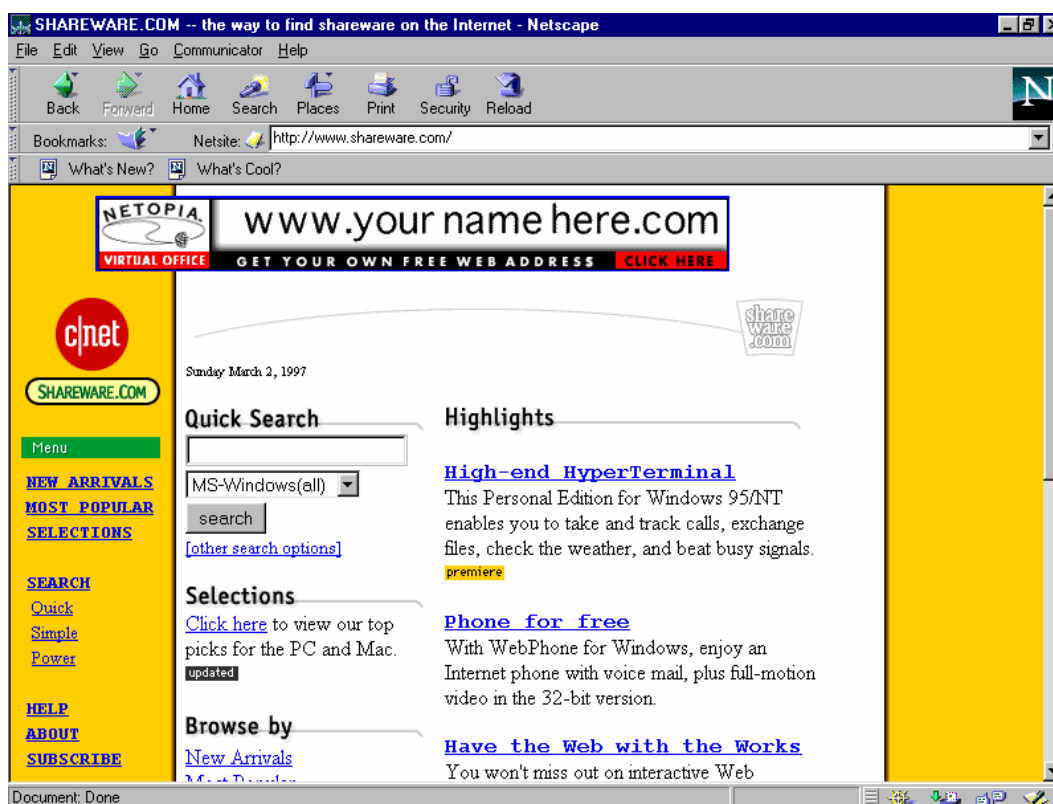 SHAREWARE.COM -- the way to find shareware on the Internet - Netscape
File Edit View Go Communicator Help
Back Forward Home Search Places Print Security Reload
N
Bookmarks: Netsite: http://www.shareware.com/
What's New? What's Cool?
NETOPIA
VIRTUAL OFFICE
www.yournamehere.com
GET YOUR OWN FREE WEB ADDRESS CLICK HERE
c|net
SHAREWARE.COM
share
ware
.com
Sunday March 2, 1997
Menu
NEW ARRIVALS
MOST POPULAR
SELECTIONS
SEARCH
Quick
Simple
Power
HELP
ABOUT
SUBSCRIBE
Quick Search
MS-Windows(all)
search
[other search options]
Selections
Click here to view our top
picks for the PC and Mac.
updated
Browse by
New Arrivals
Most Popular
Highlights
High-end HyperTerminal
This Personal Edition for Windows 95/NT
enables you to take and track calls, exchange
files, check the weather, and beat busy signals.
premiere
Phone for free
With WebPhone for Windows, enjoy an
Internet phone with voice mail, plus full-motion
video in the 32-bit version.
Have the Web with the Works
You won't miss out on interactive Web
Document: Done